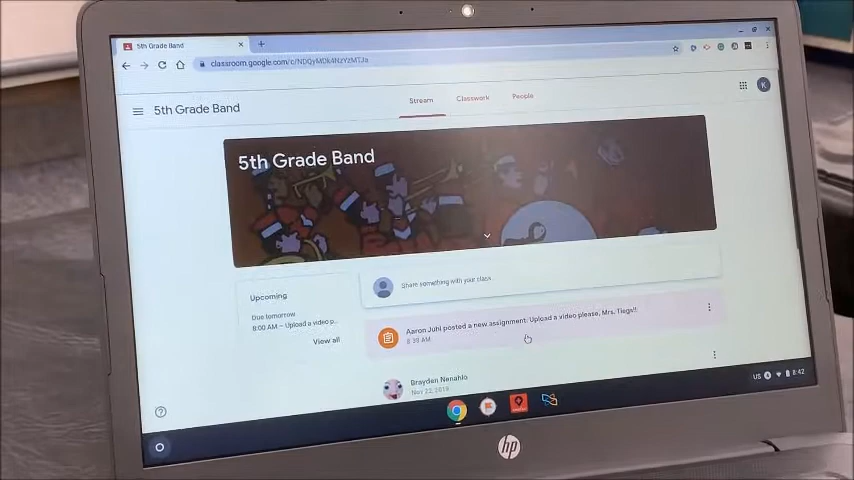 5th Grade Band
classroom.google.com/c/NDQyMDk4NzYzMTJa
5th Grade Band
Stream
Classwork
People
K
5th Grade Band
Upcoming
Due tomorrow
8:00 AM – Upload a video p...
View all
Share something with your class...
Aaron Juhl posted a new assignment: Upload a video please, Mrs. Tiegs!!
8:39 AM
Brayden Nenahlo
Nov 22, 2019
US
8:42
hp